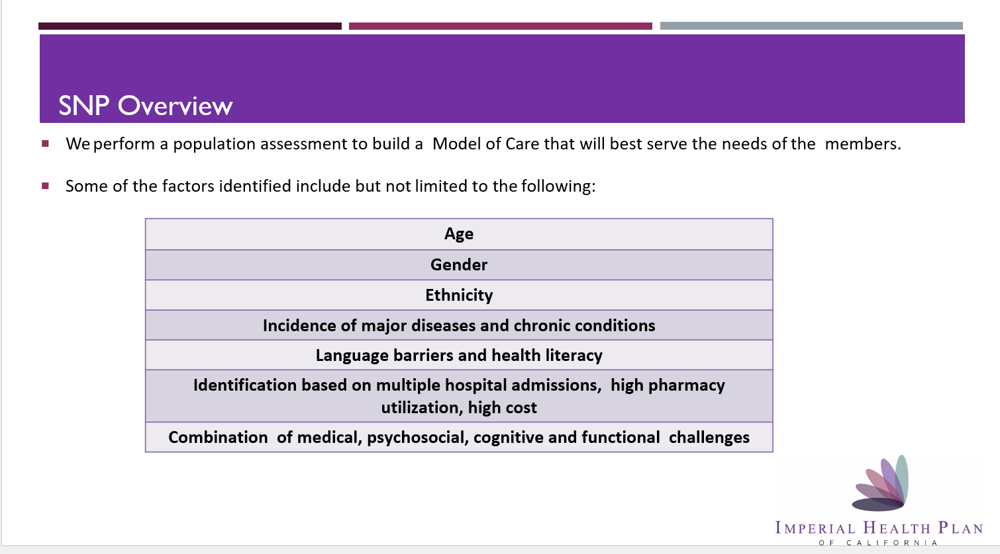 SNP Overview
We perform a population assessment to build a Model of Care that will best serve the needs of the members.
Some of the factors identified include but not limited to the following:
Age
Gender
Ethnicity
Incidence of major diseases and chronic conditions
Language barriers and health literacy
Identification based on multiple hospital admissions, high pharmacy
utilization, high cost
Combination of medical, psychosocial, cognitive and functional challenges
IMPERIAL HEALTH PLAN
OF CALIFORNIA